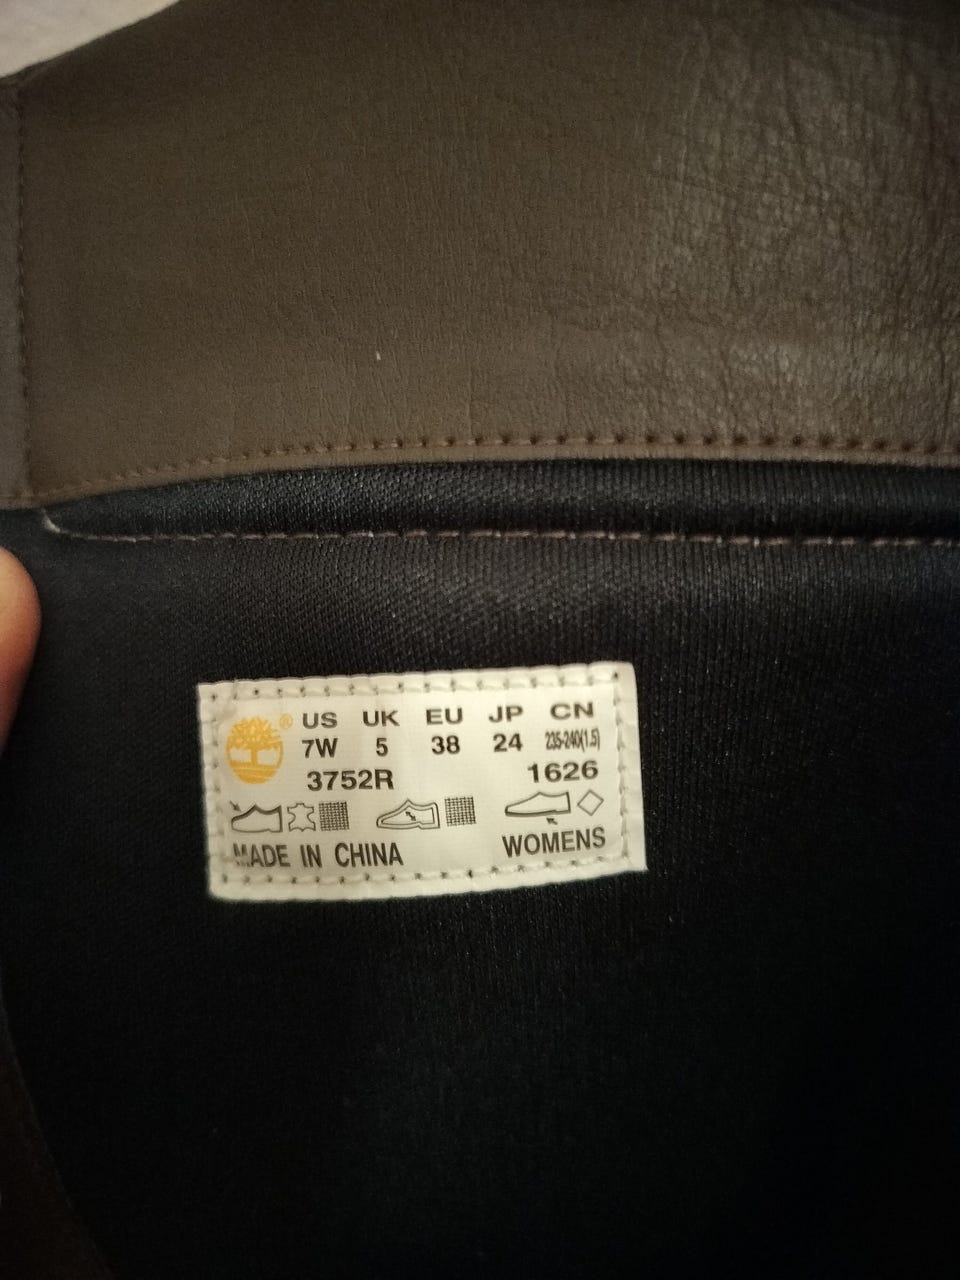 ® US UK EU JP CN
7W 5 38 24 235-240(1.5)
3752R 1626
MADE IN CHINA WOMENS